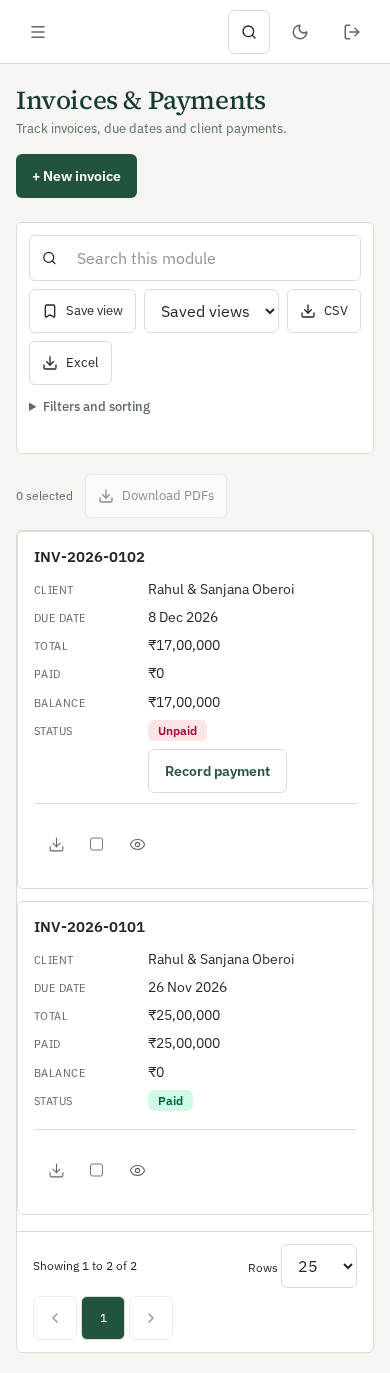 Invoices & Payments
Track invoices, due dates and client payments.
+ New invoice
Search this module
Save view
Saved views
CSV
Excel
Filters and sorting
0 selected
Download PDFs
INV-2026-0102
CLIENT Rahul & Sanjana Oberoi
DUE DATE 8 Dec 2026
TOTAL ₹17,00,000
PAID ₹0
BALANCE ₹17,00,000
STATUS Unpaid
Record payment
INV-2026-0101
CLIENT Rahul & Sanjana Oberoi
DUE DATE 26 Nov 2026
TOTAL ₹25,00,000
PAID ₹25,00,000
BALANCE ₹0
STATUS Paid
Showing 1 to 2 of 2
Rows 25
1